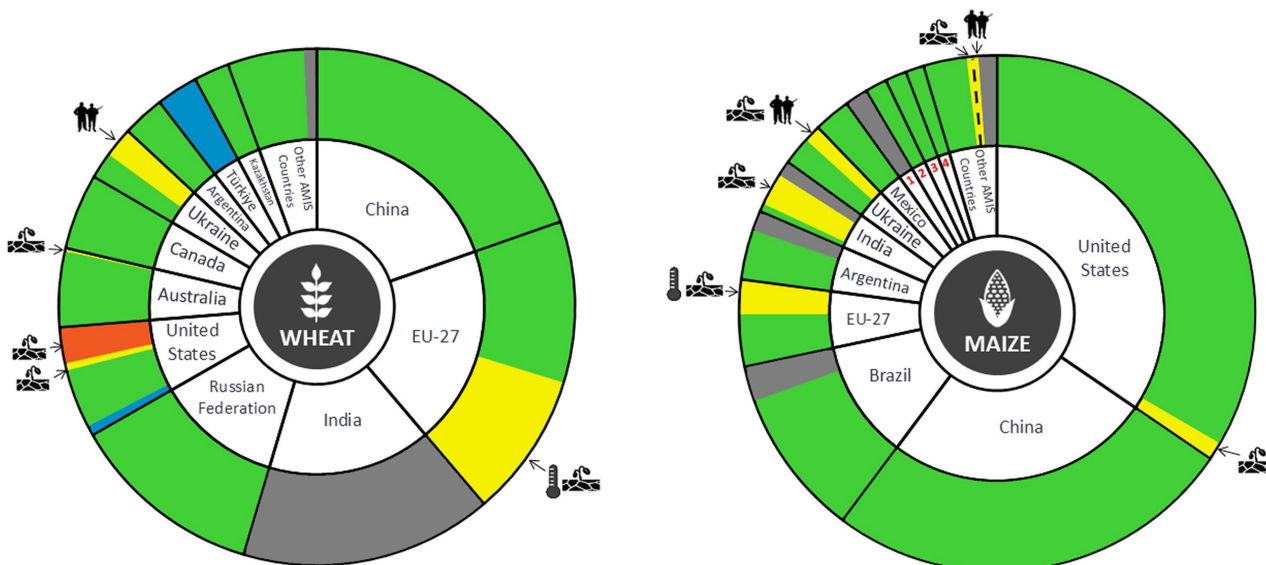 China
EU-27
India
Russian
Federation
United
States
Australia
Canada
Ukraine
Argentina
Türkiye
Kazakhstan
Other AMIS
Countries
WHEAT
United
States
China
Brazil
EU-27
Argentina
India
Ukraine
Mexico
1
2
3
4
Other AMIS
Countries
MAIZE